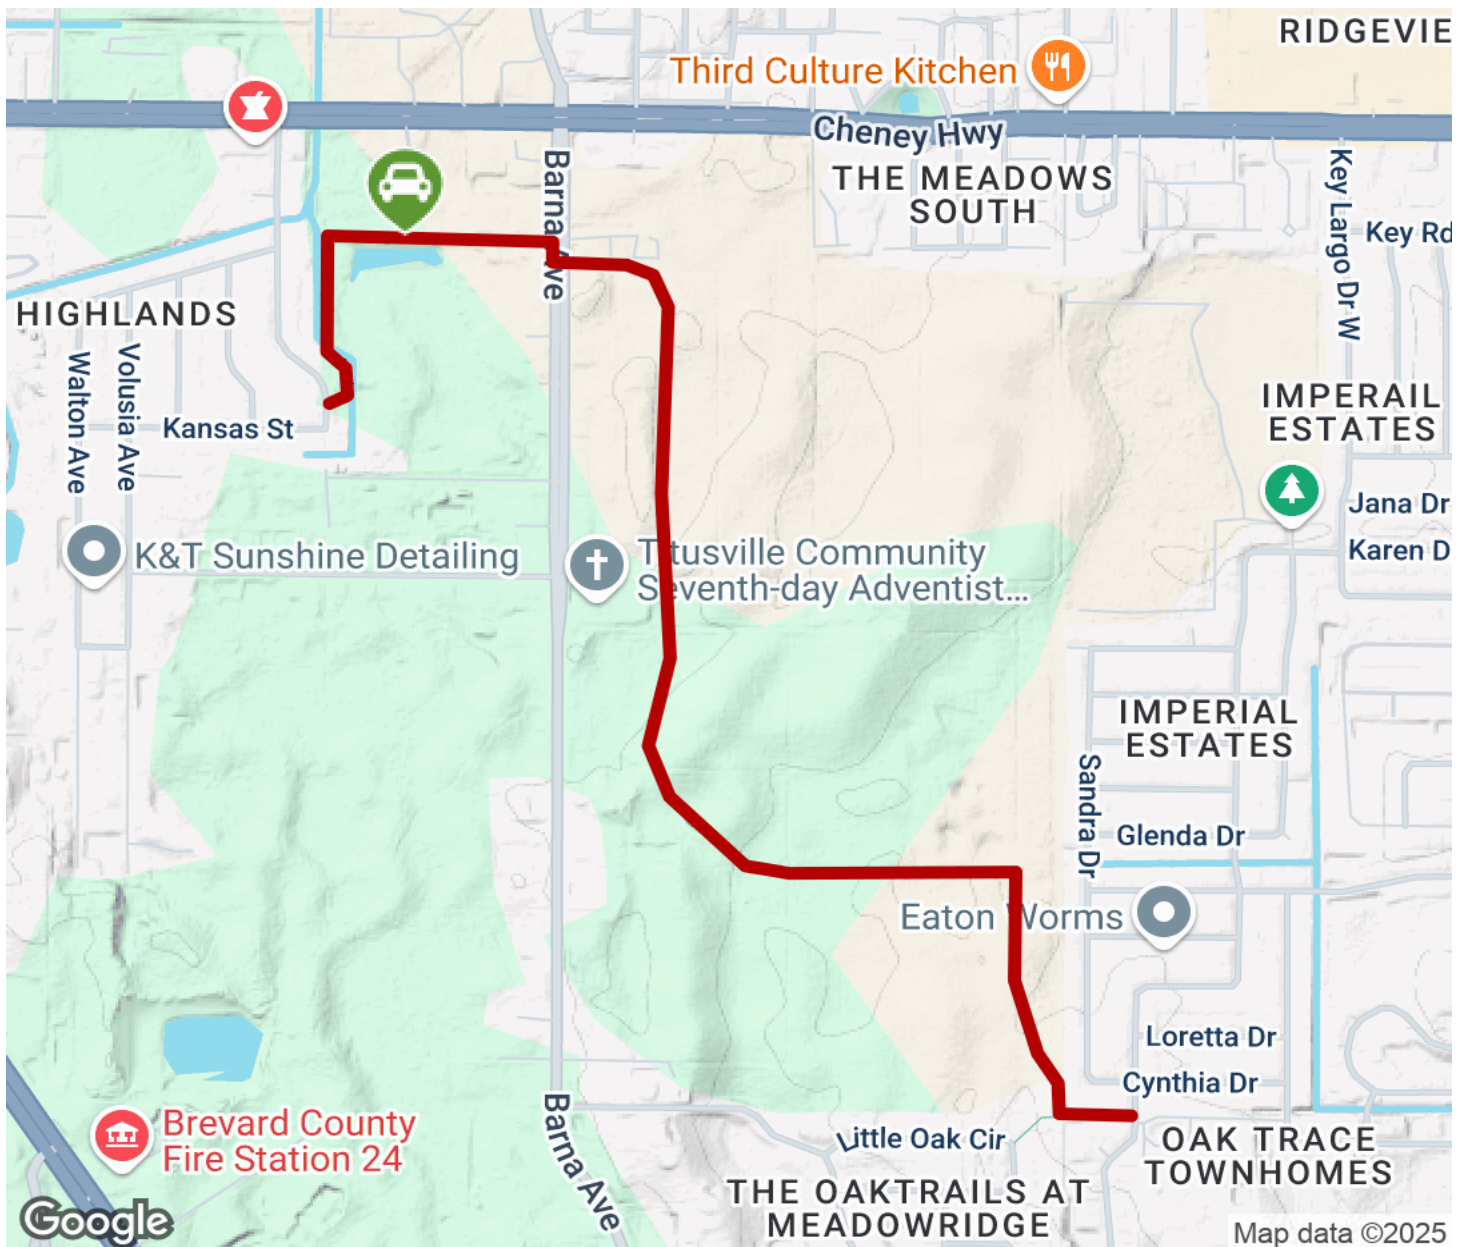 RIDGEVIE
Third Culture Kitchen
Cheney Hwy
Barna Ave
THE MEADOWS
SOUTH
Key Largo Dr W
Key Rd
HIGHLANDS
Walton Ave
Volusia Ave
Kansas St
IMPERAIL
ESTATES
Jana Dr
Karen D
K&T Sunshine Detailing
Titusville Community
Seventh-day Adventist...
IMPERIAL
ESTATES
Sandra Dr
Glenda Dr
Eaton Worms
Loretta Dr
Cynthia Dr
Brevard County
Fire Station 24
Barna Ave
Little Oak Cir
OAK TRACE
TOWNHOMES
THE OAKTRAILS AT
MEADOWRIDGE
Google
Map data ©2025